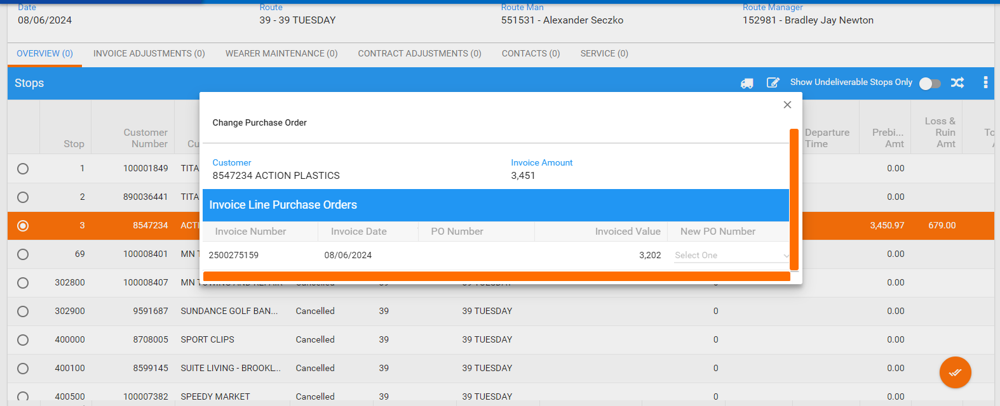 Date Route Route Man Route Manager
08/06/2024 39 - 39 TUESDAY 551531 - Alexander Seczko 152981 - Bradley Jay Newton
OVERVIEW (0) INVOICE ADJUSTMENTS (0) WEARER MAINTENANCE (0) CONTRACT ADJUSTMENTS (0) CONTACTS (0) SERVICE (0)
Stops Show Undeliverable Stops Only
Change Purchase Order
Customer Invoice Amount
8547234 ACTION PLASTICS 3,451
Invoice Line Purchase Orders
Invoice Number Invoice Date PO Number Invoiced Value New PO Number
2500275159 08/06/2024 3,202 Select One
Stop Customer Number Cu Departure Time Prebi... Amt Loss & Ruin Amt To
1 100001849 TITA 0.00
2 890036441 TITA 0.00
3 8547234 ACTI 3,450.97 679.00
69 100008401 MN T 0.00
302800 100008407 MN TOWING AND REPAIR Cancelled 39 39 TUESDAY 0 0.00
302900 9591687 SUNDANCE GOLF BAN... Cancelled 39 39 TUESDAY 0 0.00
400000 8708005 SPORT CLIPS Cancelled 39 39 TUESDAY 0 0.00
400100 8599145 SUITE LIVING - BROOKL... Cancelled 39 39 TUESDAY 0 0.00
400500 100007382 SPEEDY MARKET Cancelled 39 39 TUESDAY 0 0.00